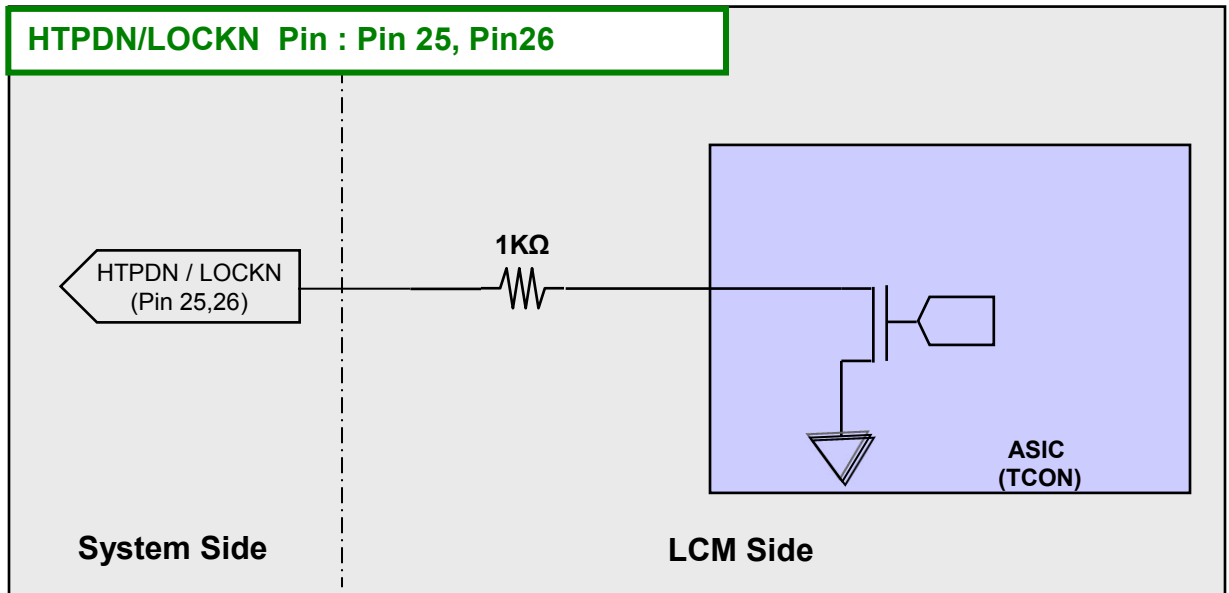 HTPDN/LOCKN Pin : Pin 25, Pin26
1KΩ
HTPDN / LOCKN
(Pin 25,26)
ASIC
(TCON)
System Side
LCM Side